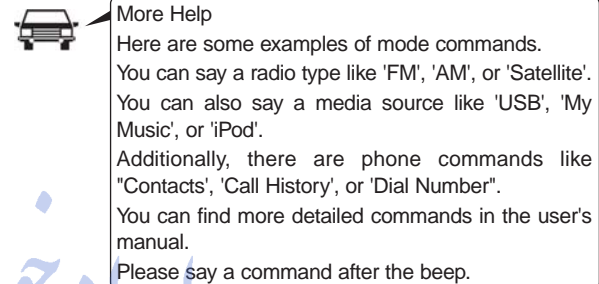 More Help
Here are some examples of mode commands.
You can say a radio type like 'FM', 'AM', or 'Satellite'.
You can also say a media source like 'USB', 'My
Music', or 'iPod'.
Additionally, there are phone commands like
"Contacts', 'Call History', or 'Dial Number".
You can find more detailed commands in the user's
manual.
Please say a command after the beep.